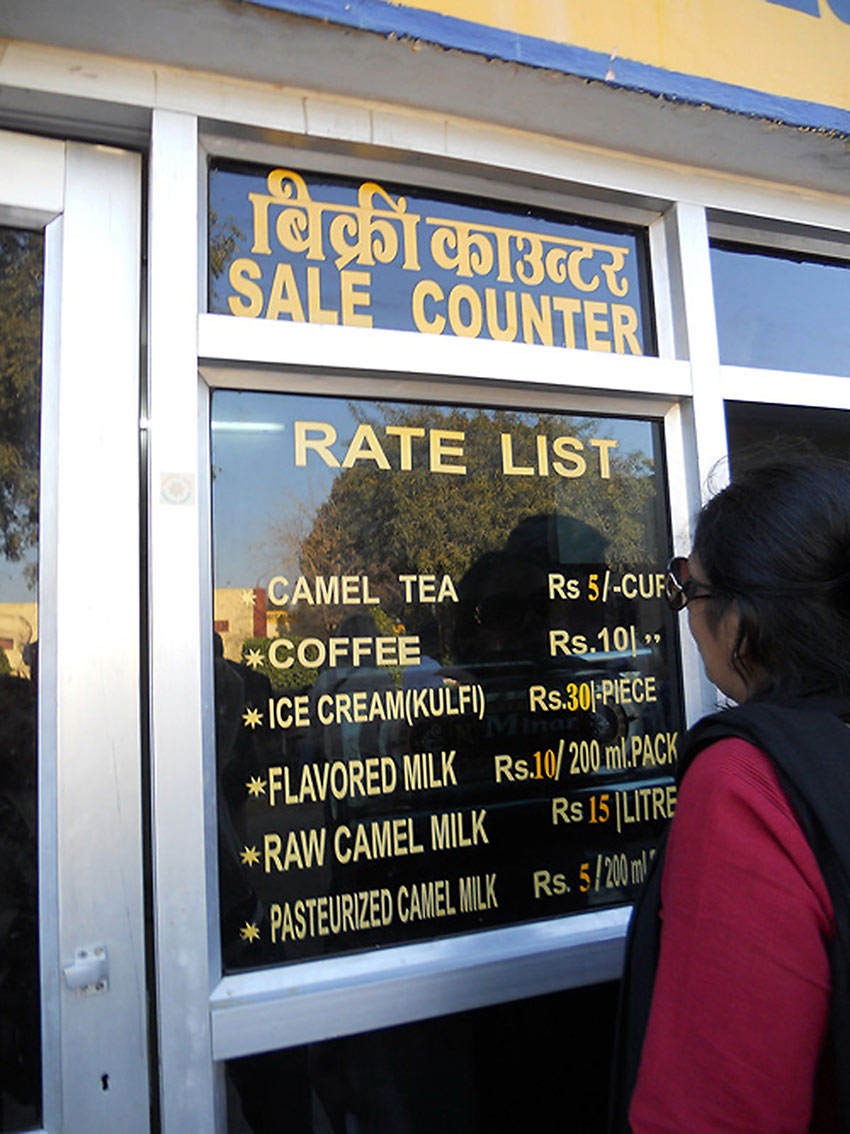 बिक्री काउन्टर
SALE COUNTER
RATE LIST
CAMEL TEA Rs 5/-CUP
COFFEE Rs.10|,,
ICE CREAM(KULFI) Rs.30|-PIECE
FLAVORED MILK Rs.10/200 ml.PACK
RAW CAMEL MILK Rs 15|LITRE
PASTEURIZED CAMEL MILK Rs. 5/200 ml